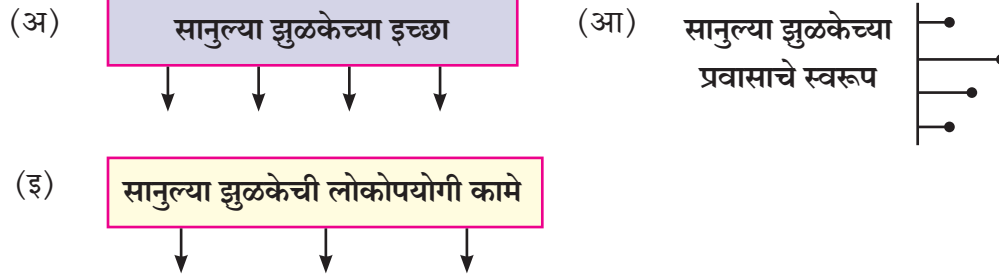 (अ) सानुल्या झुळकेच्या इच्छा
(आ) सानुल्या झुळकेच्या
प्रवासाचे स्वरूप
(इ) सानुल्या झुळकेची लोकोपयोगी कामे